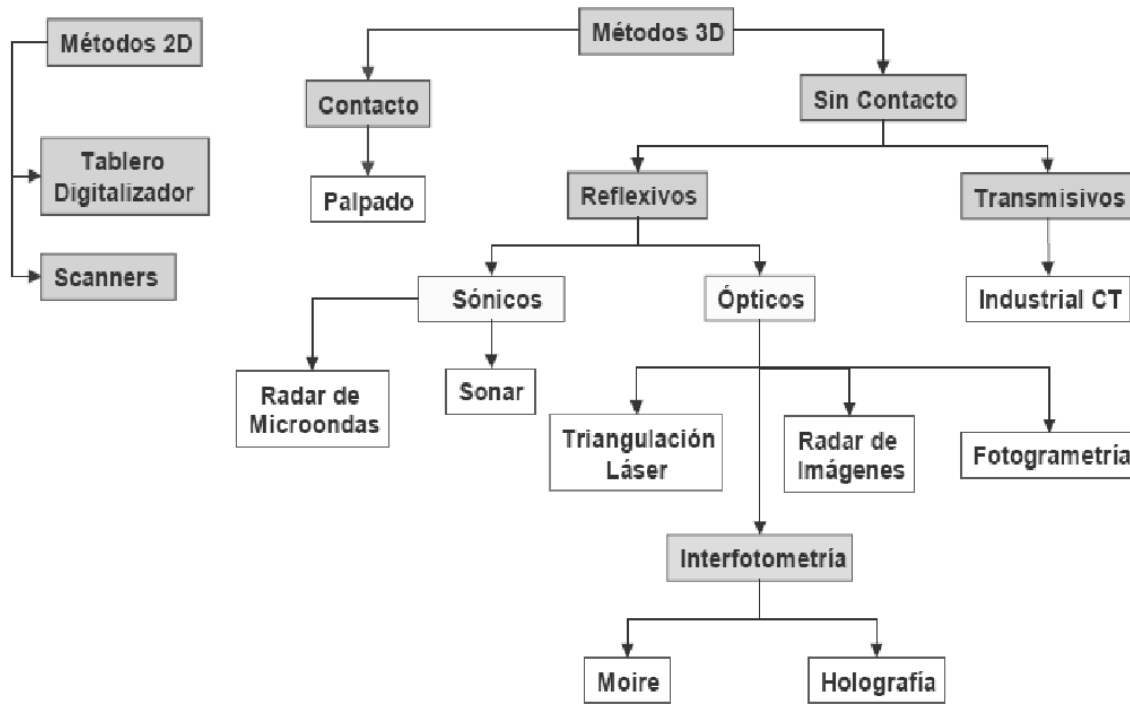 Métodos 2D
Tablero
Digitalizador
Scanners
Métodos 3D
Contacto
Sin Contacto
Palpado
Reflexivos
Transmisivos
Sónicos
Ópticos
Industrial CT
Radar de
Microondas
Sonar
Triangulación
Láser
Radar de
Imágenes
Fotogrametría
Interfotometría
Moire
Holografía